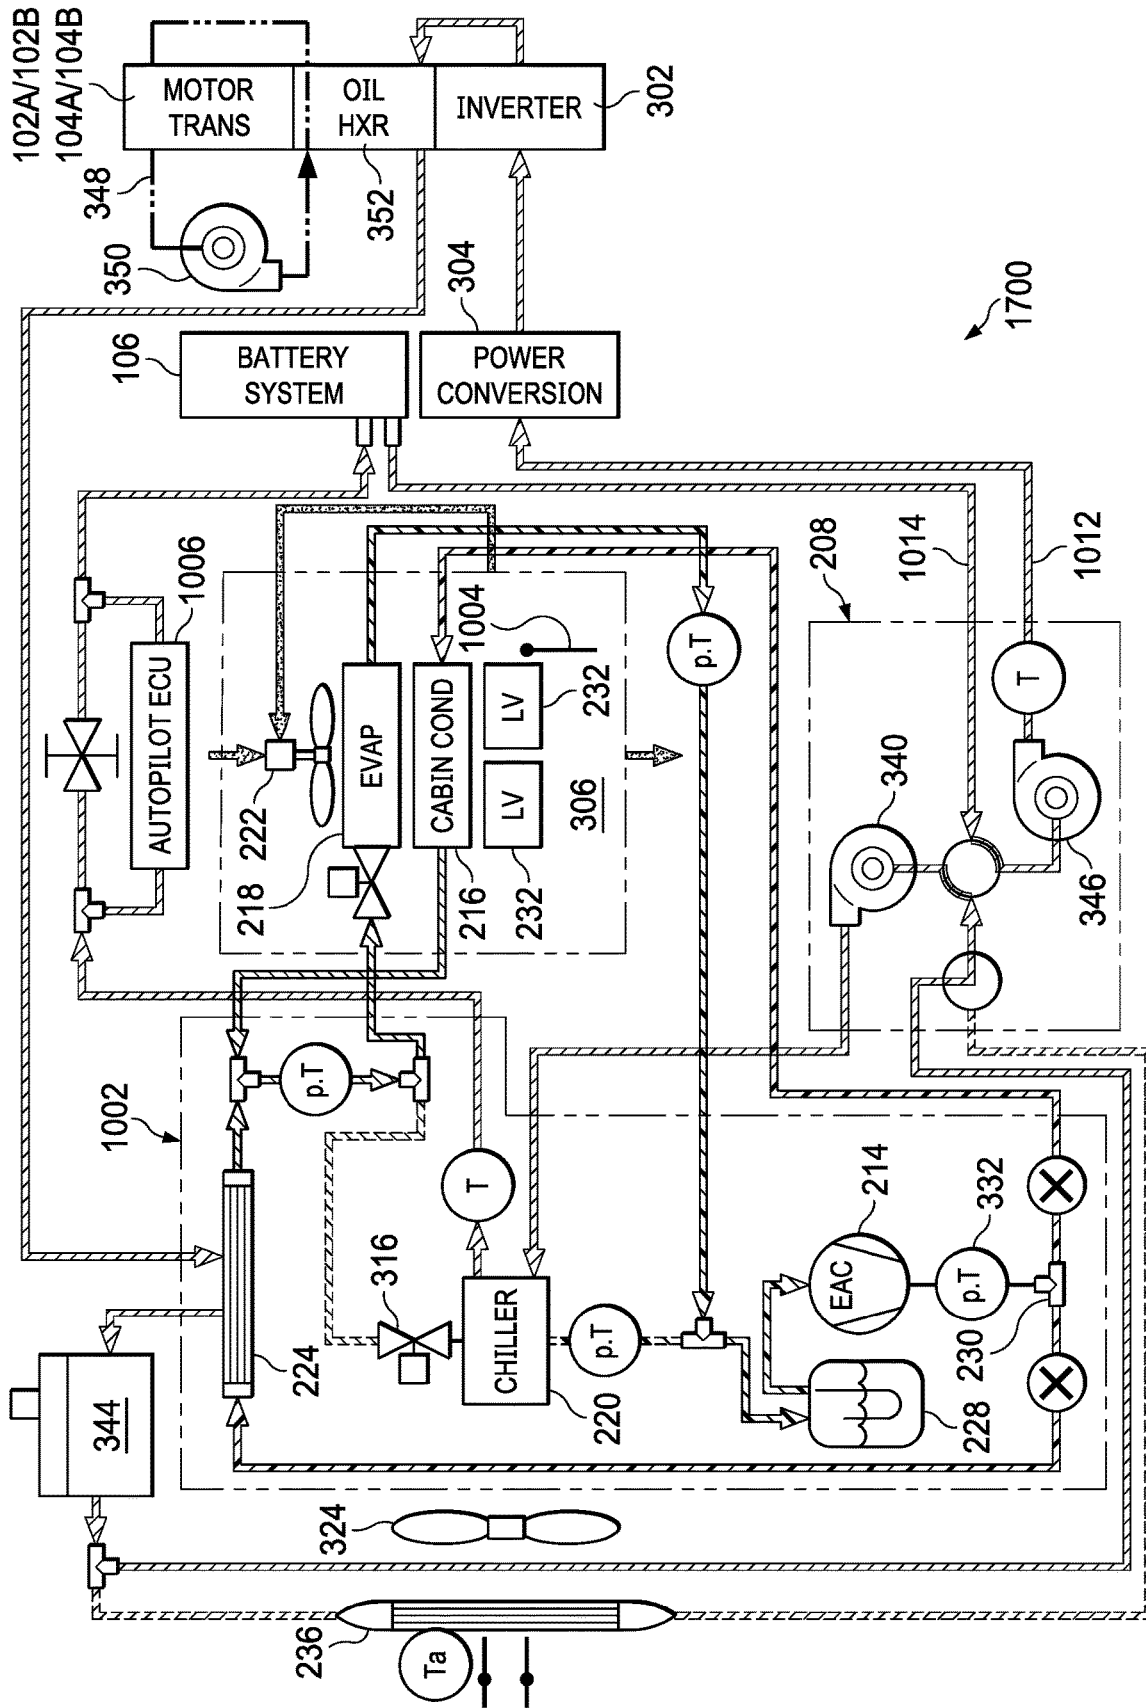 102A/102B
104A/104B
MOTOR
TRANS
348
350
OIL
HXR
352
INVERTER
302
106
BATTERY
SYSTEM
304
POWER
CONVERSION
1700
AUTOPILOT ECU
1006
222
218
EVAP
216
CABIN COND
1004
LV
LV
232
232
306
p.T
208
1014
1012
340
T
346
1002
p.T
T
344
224
316
CHILLER
220
p.T
214
EAC
332
p.T
230
228
324
236
Ta